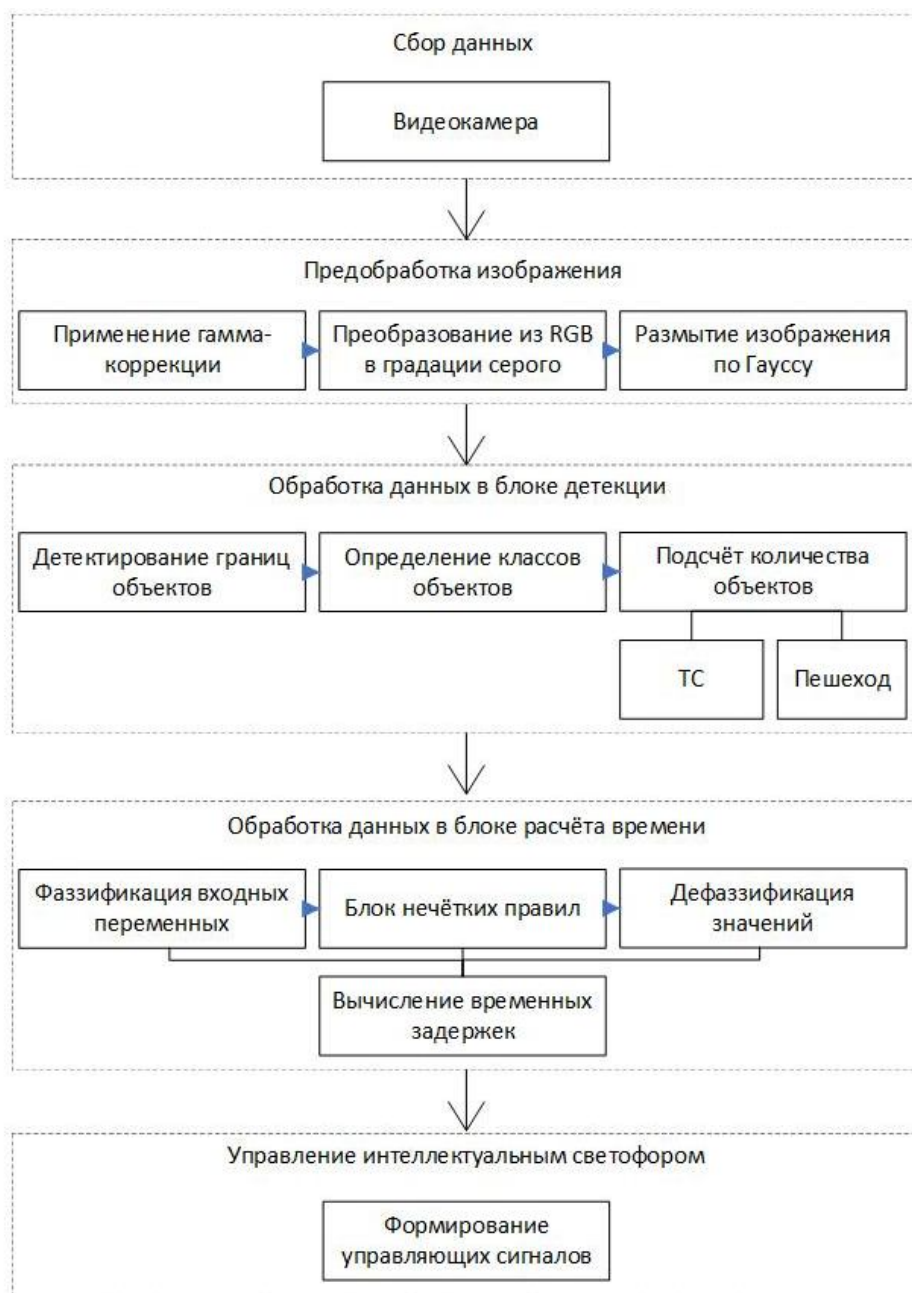 Сбор данных
Видеокамера
Предобработка изображения
Применение гамма-
коррекции
Преобразование из RGB
в градации серого
Размытие изображения
по Гауссу
Обработка данных в блоке детекции
Детектирование границ
объектов
Определение классов
объектов
Подсчёт количества
объектов
ТС
Пешеход
Обработка данных в блоке расчёта времени
Фаззификация входных
переменных
Блок нечётких правил
Дефаззификация
значений
Вычисление временных
задержек
Управление интеллектуальным светофором
Формирование
управляющих сигналов